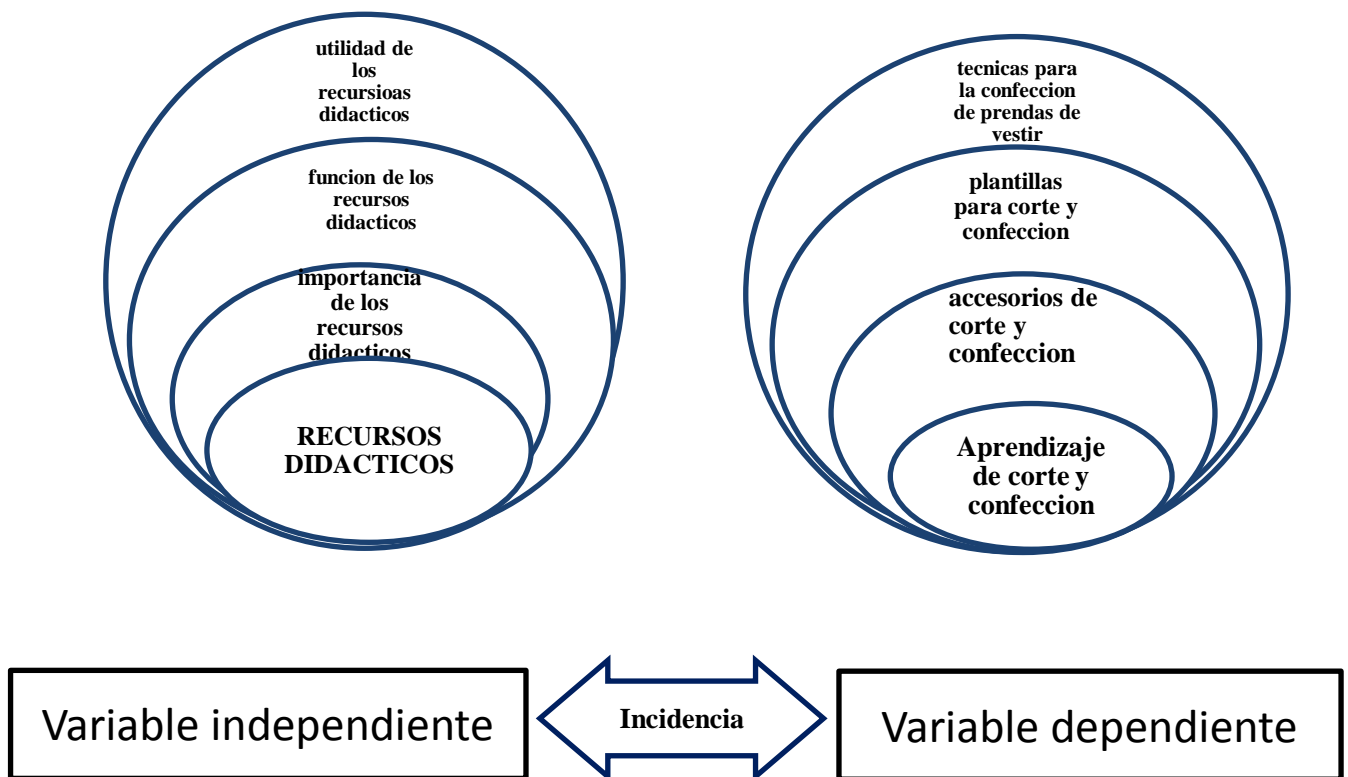 utilidad de
los
recursioas
didacticos
funcion de los
recursos
didacticos
importancia
de los
recursos
didacticos
RECURSOS
DIDACTICOS
tecnicas para
la confeccion
de prendas de
vestir
plantillas
para corte y
confeccion
accesorios de
corte y
confeccion
Aprendizaje
de corte y
confeccion
Variable independiente
Incidencia
Variable dependiente